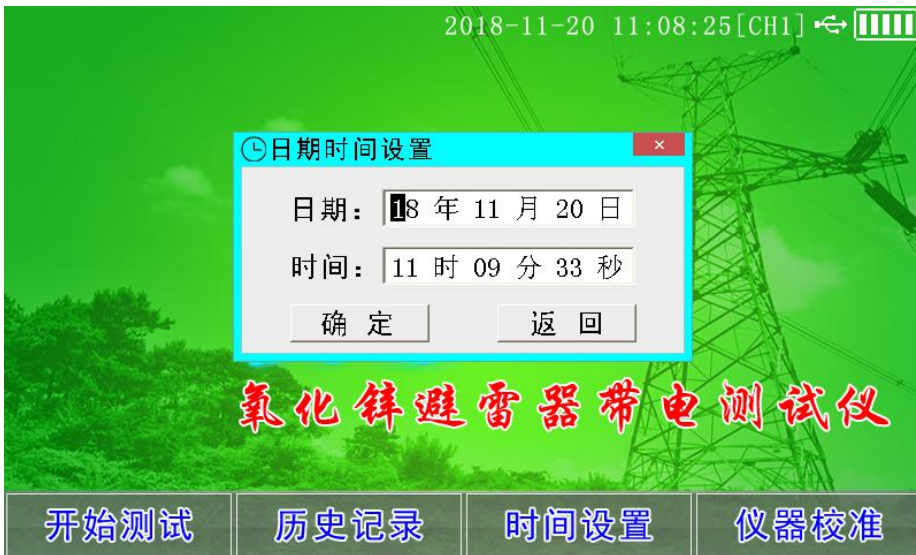 2018-11-20 11:08:25[CH1]
日期时间设置
日期： 18 年 11 月 20 日
时间： 11 时 09 分 33 秒
确 定 返 回
氧化锌避雷器带电测试仪
开始测试 历史记录 时间设置 仪器校准